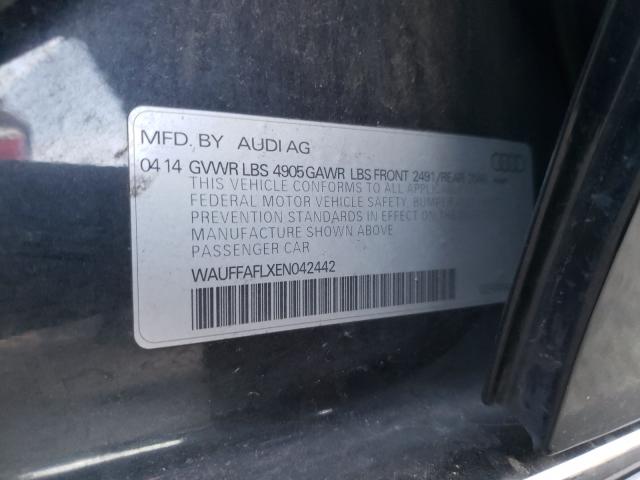 MFD. BY AUDI AG
04 14 GVWR LBS 4905 GAWR LBS FRONT 2491/REAR
THIS VEHICLE CONFORMS TO ALL
FEDERAL MOTOR VEHICLE SAFETY, BUMPER
PREVENTION STANDARDS IN EFFECT ON THE
MANUFACTURE SHOWN ABOVE
PASSENGER CAR
WAUFFAFLXEN042442